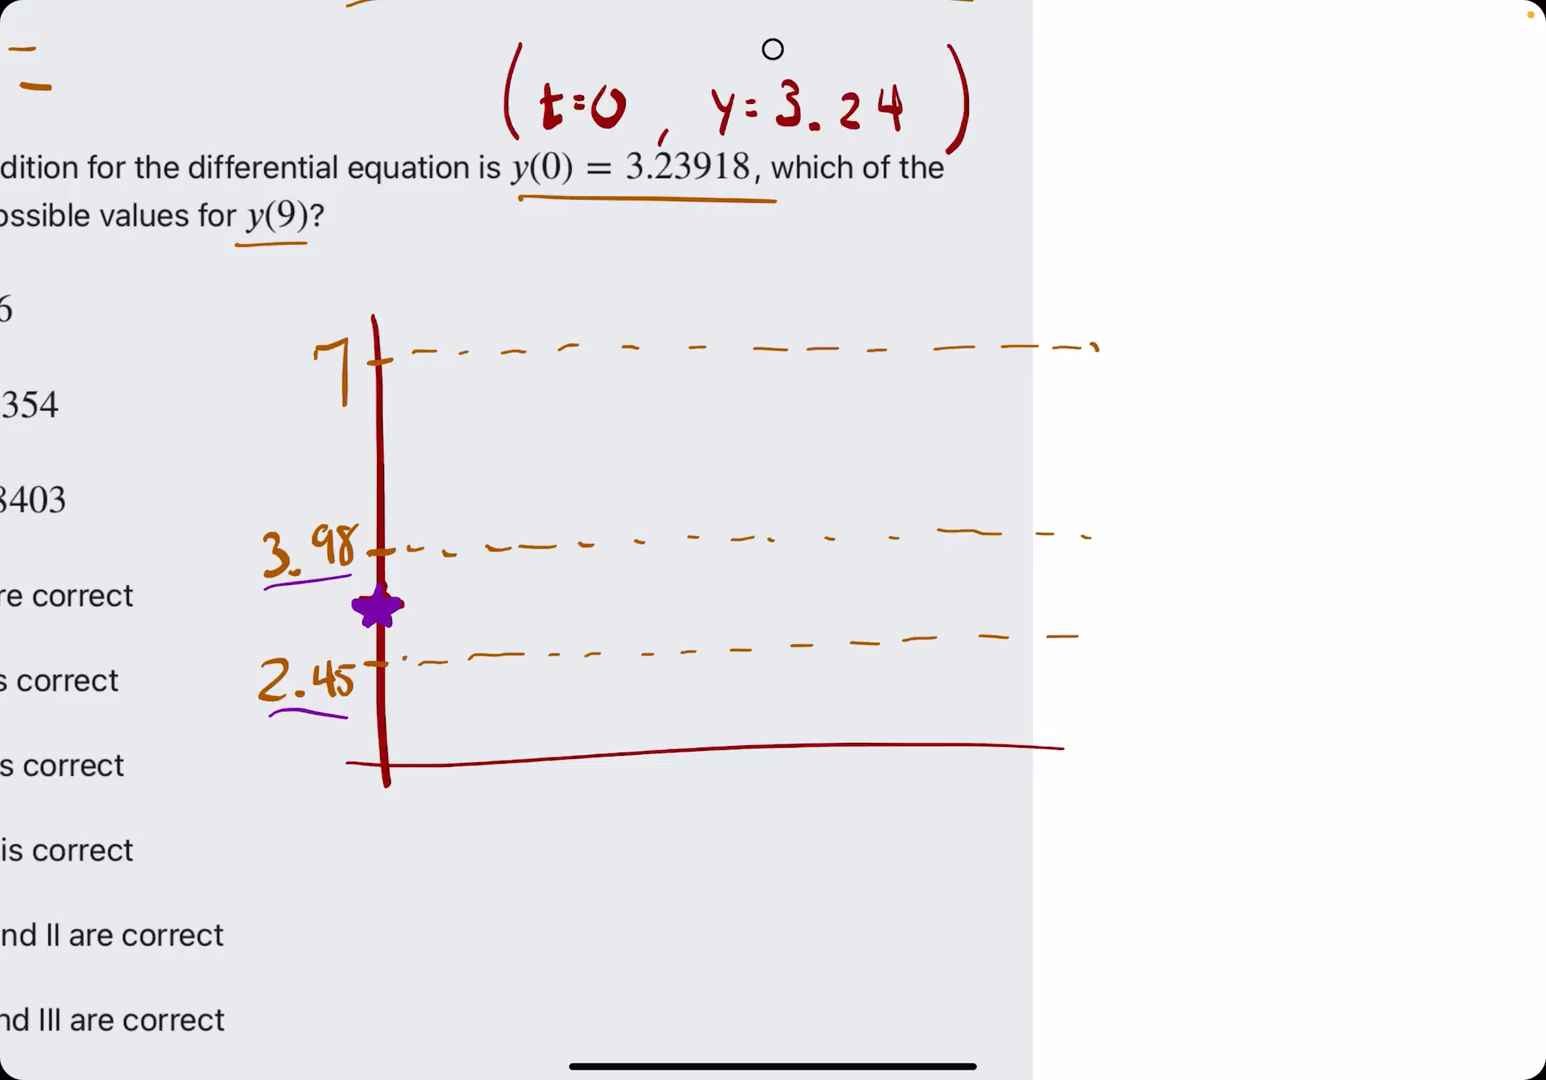 (t=0, y=3.24)
dition for the differential equation is y(0) = 3.23918, which of the
ossible values for y(9)?
6
7
354
8403
3.98
re correct
2.45
s correct
s correct
is correct
nd II are correct
nd III are correct